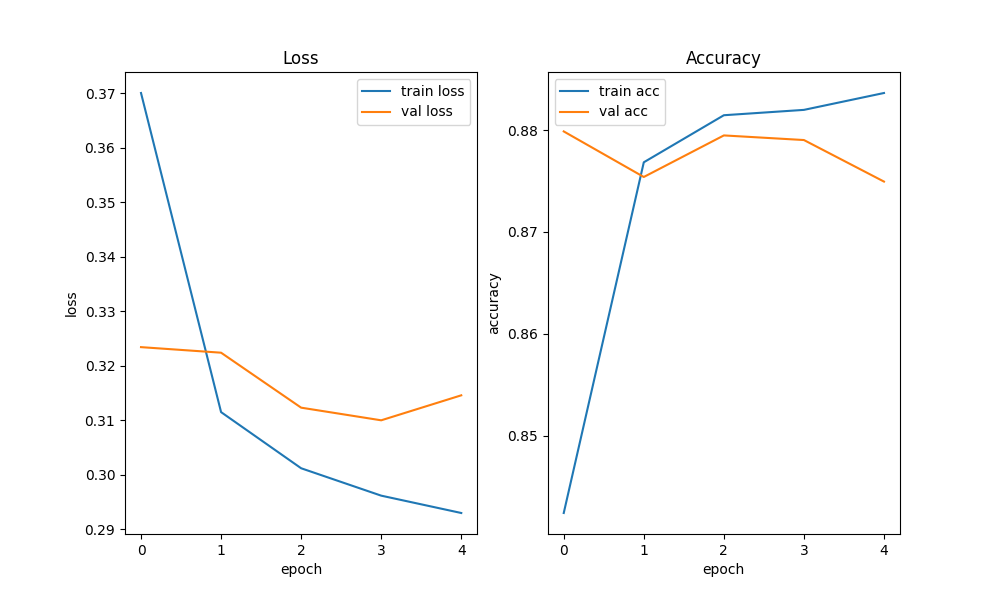 Loss
train loss
val loss
0.37
0.36
0.35
0.34
0.33
0.32
0.31
0.30
0.29
loss
0 1 2 3 4
epoch
Accuracy
train acc
val acc
0.88
0.87
0.86
0.85
accuracy
0 1 2 3 4
epoch